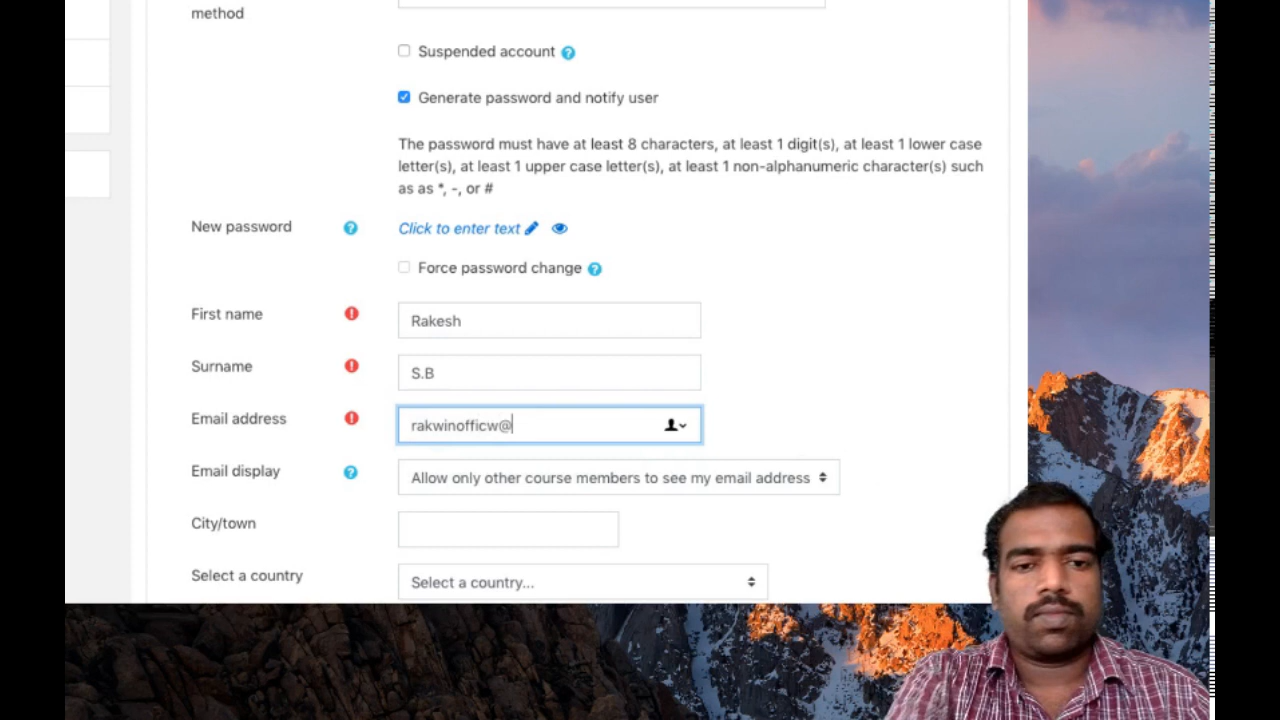 method
Suspended account
Generate password and notify user
The password must have at least 8 characters, at least 1 digit(s), at least 1 lower case
letter(s), at least 1 upper case letter(s), at least 1 non-alphanumeric character(s) such
as as *, -, or #
New password
Click to enter text
Force password change
First name
Rakesh
Surname
S.B
Email address
rakwinofficw@
Email display
Allow only other course members to see my email address
City/town
Select a country
Select a country...